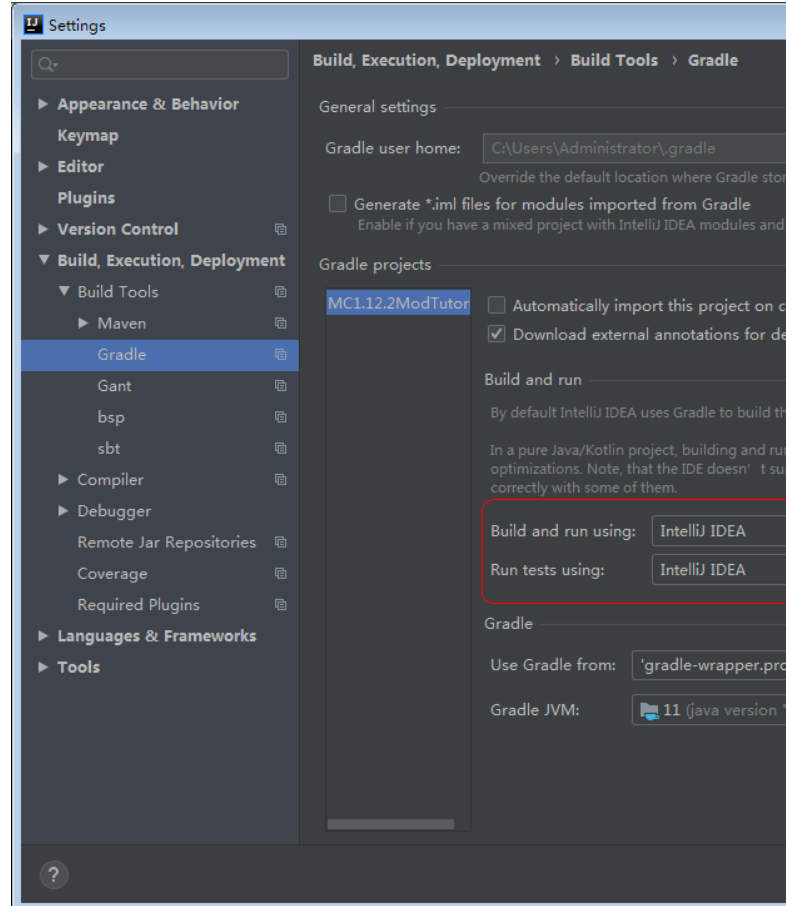 Settings
Build, Execution, Deployment > Build Tools > Gradle
Appearance & Behavior
Keymap
Editor
Plugins
Version Control
Build, Execution, Deployment
Build Tools
Maven
Gradle
Gant
bsp
sbt
Compiler
Debugger
Remote Jar Repositories
Coverage
Required Plugins
Languages & Frameworks
Tools
General settings
Gradle user home: C:\Users\Administrator\.gradle
Override the default location where Gradle stor
Generate *.iml files for modules imported from Gradle
Enable if you have a mixed project with IntelliJ IDEA modules and
Gradle projects
MC1.12.2ModTutor
Automatically import this project on c
Download external annotations for de
Build and run
By default IntelliJ IDEA uses Gradle to build th
In a pure Java/Kotlin project, building and ru
optimizations. Note, that the IDE doesn't su
correctly with some of them.
Build and run using: IntelliJ IDEA
Run tests using: IntelliJ IDEA
Gradle
Use Gradle from: 'gradle-wrapper.pro
Gradle JVM: 11 (java version "
?